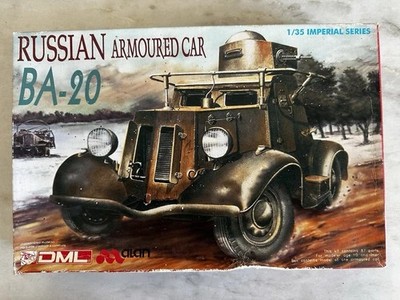 1/35 IMPERIAL SERIES
RUSSIAN ARMOURED CAR
BA-20
DML
alan